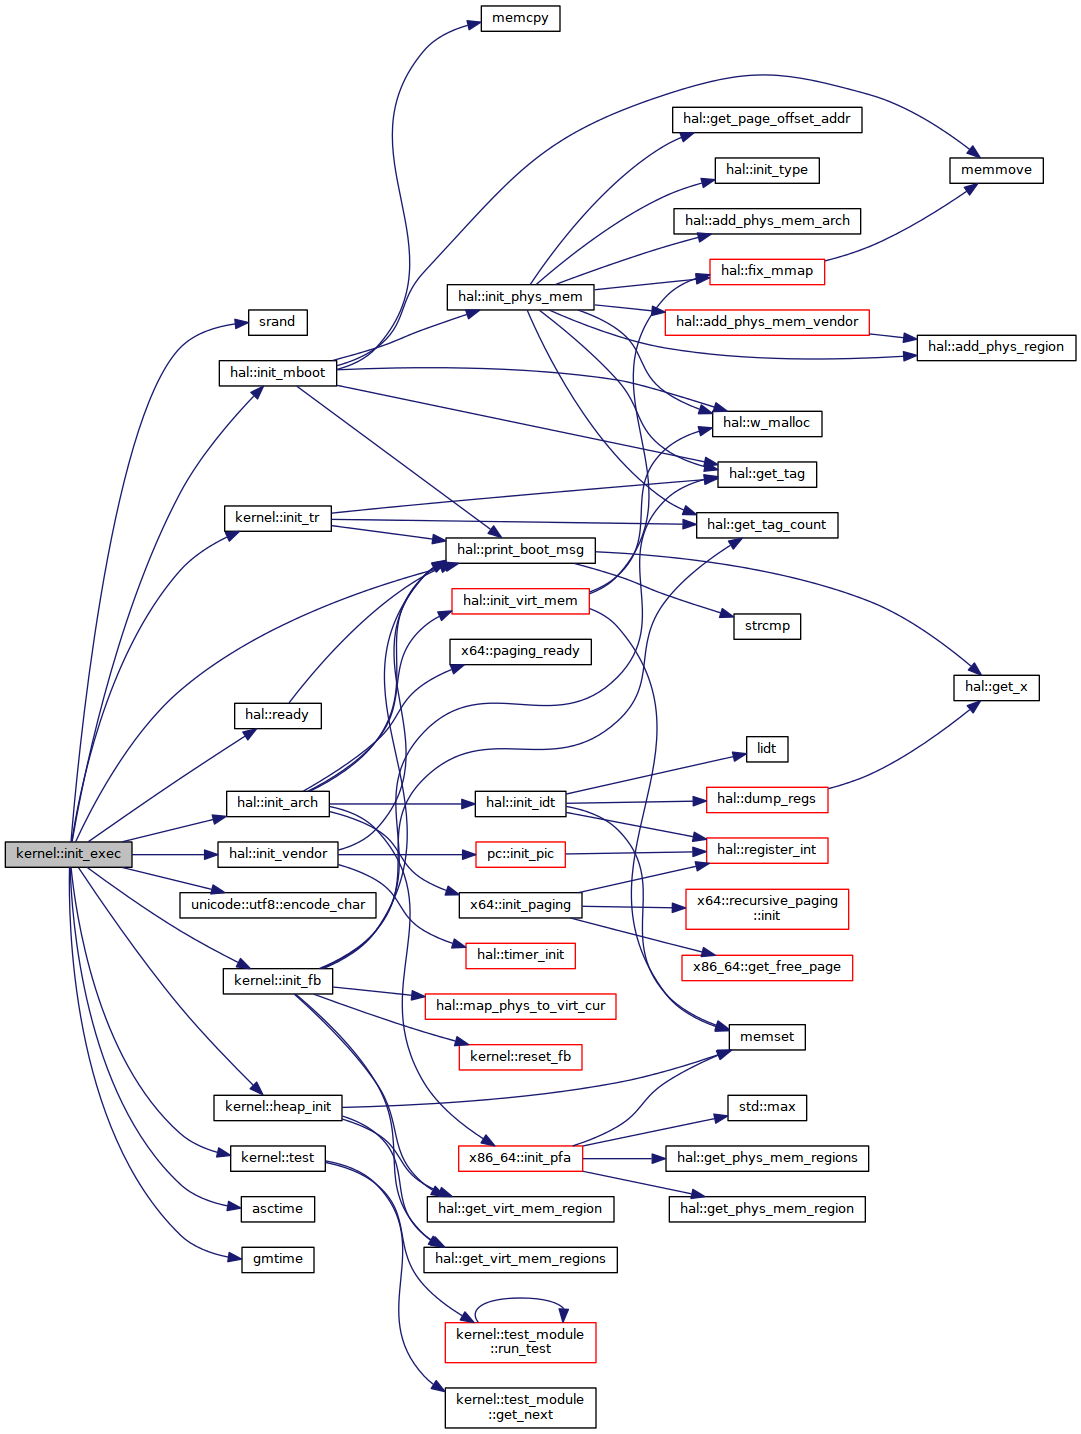 memcpy
hal::get_page_offset_addr
hal::init_type
memmove
hal::add_phys_mem_arch
hal::fix_mmap
hal::init_phys_mem
srand
hal::add_phys_mem_vendor
hal::add_phys_region
hal::init_mboot
hal::w_malloc
hal::get_tag
kernel::init_tr
hal::get_tag_count
hal::print_boot_msg
hal::init_virt_mem
strcmp
x64::paging_ready
hal::get_x
hal::ready
lidt
hal::init_arch
hal::init_idt
hal::dump_regs
kernel::init_exec
hal::init_vendor
pc::init_pic
hal::register_int
unicode::utf8::encode_char
x64::init_paging
x64::recursive_paging
::init
hal::timer_init
x86_64::get_free_page
kernel::init_fb
hal::map_phys_to_virt_cur
memset
kernel::reset_fb
kernel::heap_init
std::max
kernel::test
x86_64::init_pfa
hal::get_phys_mem_regions
asctime
hal::get_virt_mem_region
hal::get_phys_mem_region
gmtime
hal::get_virt_mem_regions
kernel::test_module
::run_test
kernel::test_module
::get_next